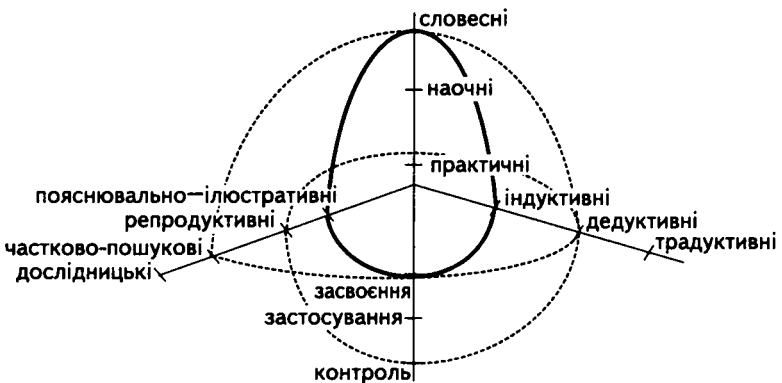 словесні
наочні
практичні
пояснювально—ілюстративні
індуктивні
репродуктивні
дедуктивні
частково-пошукові
традуктивні
дослідницькі
засвоєння
застосування
контроль